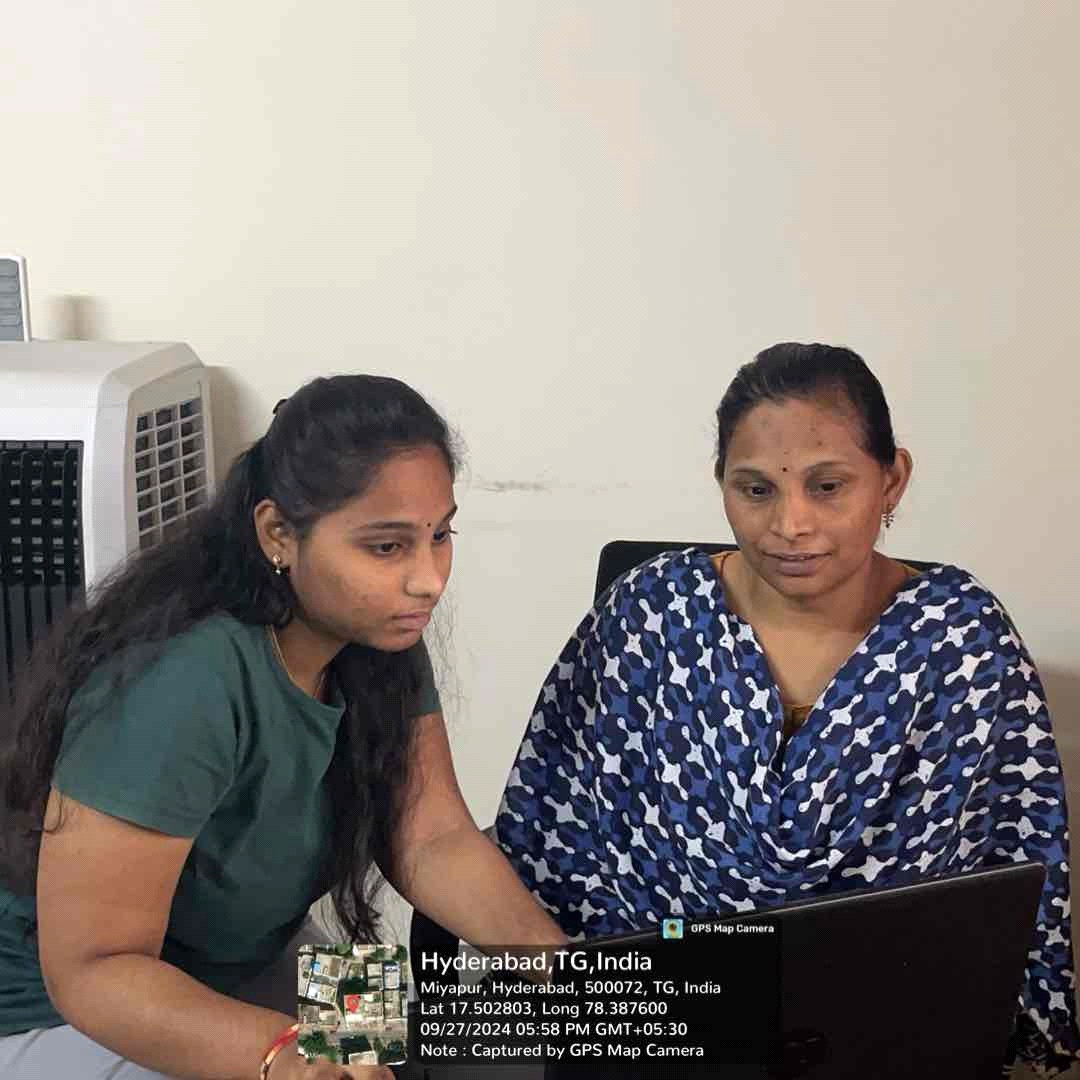 GPS Map Camera
Hyderabad,TG,India
Miyapur, Hyderabad, 500072, TG, India
Lat 17.502803, Long 78.387600
09/27/2024 05:58 PM GMT+05:30
Note : Captured by GPS Map Camera